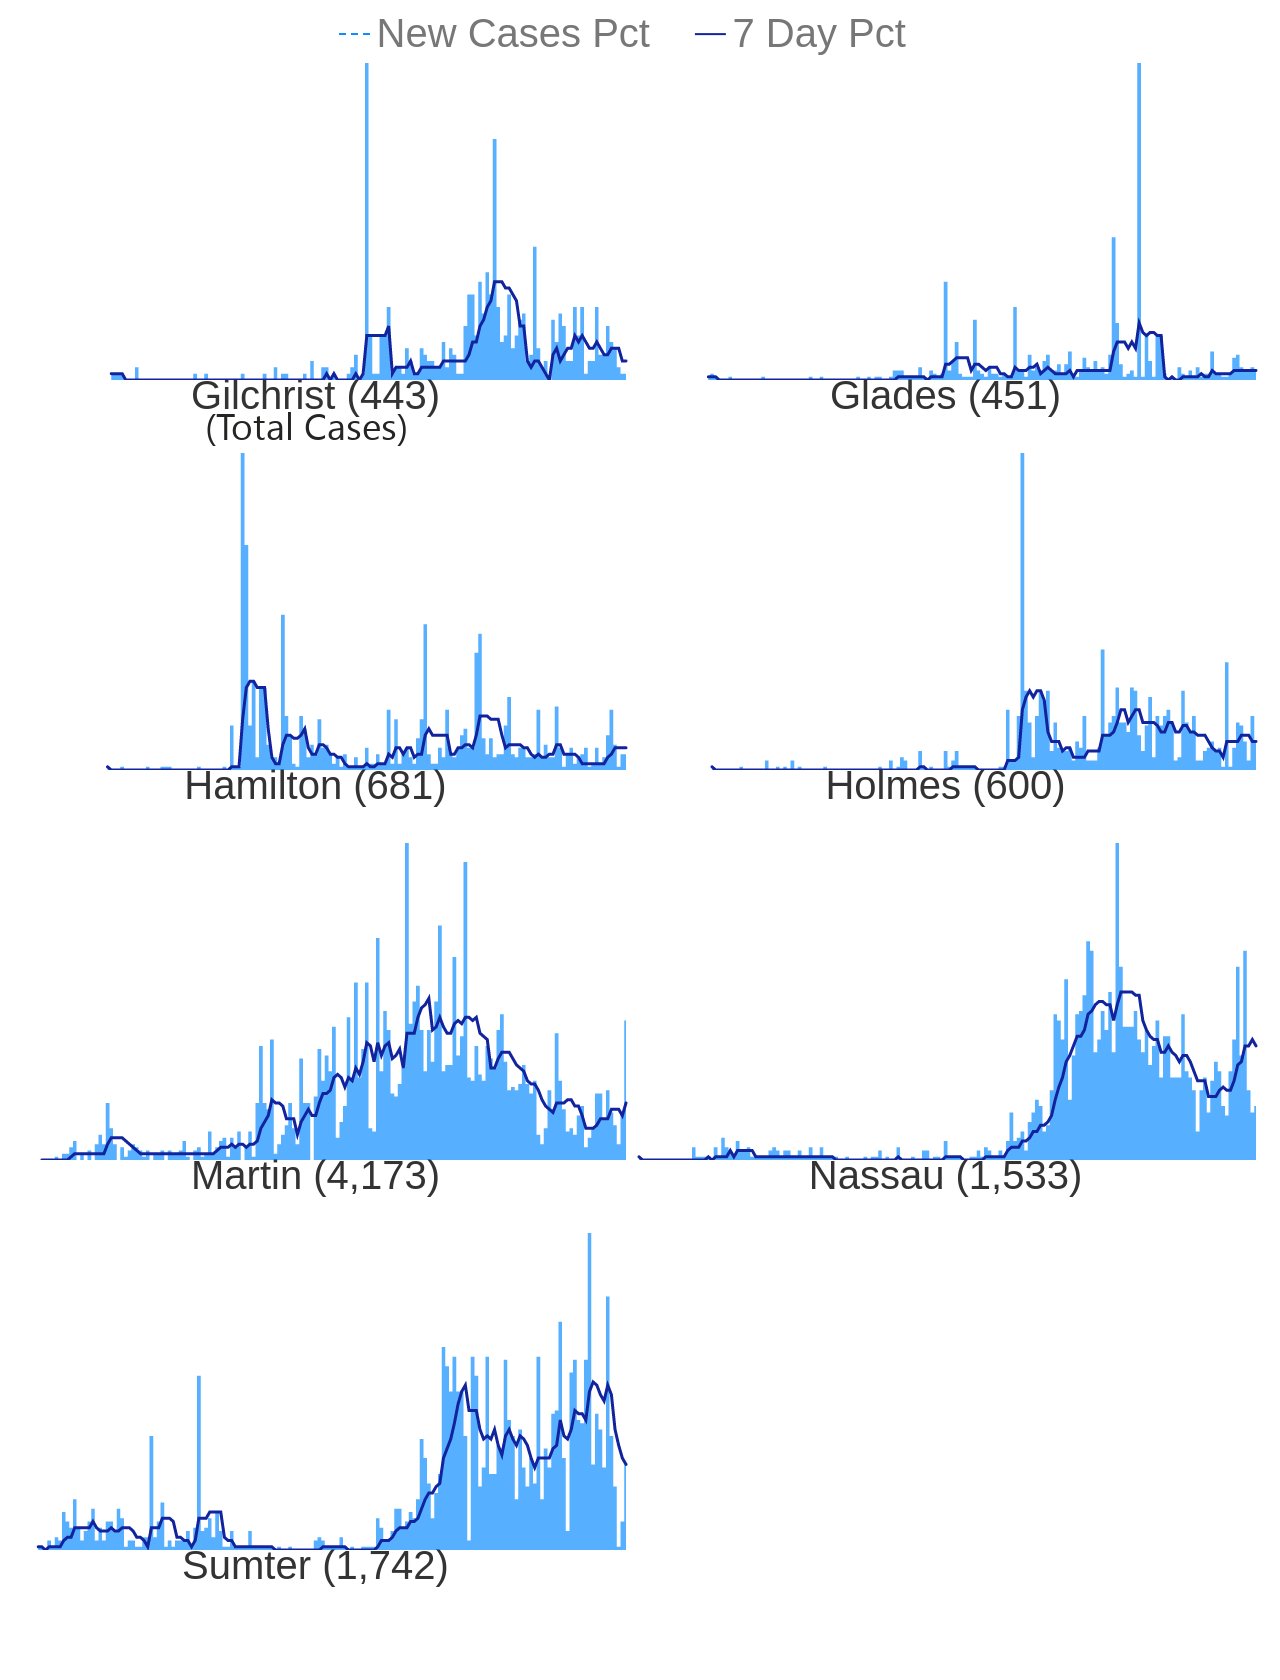 New Cases Pct 7 Day Pct
Gilchrist (443) Glades (451)
(Total Cases)
Hamilton (681) Holmes (600)
Martin (4,173) Nassau (1,533)
Sumter (1,742)